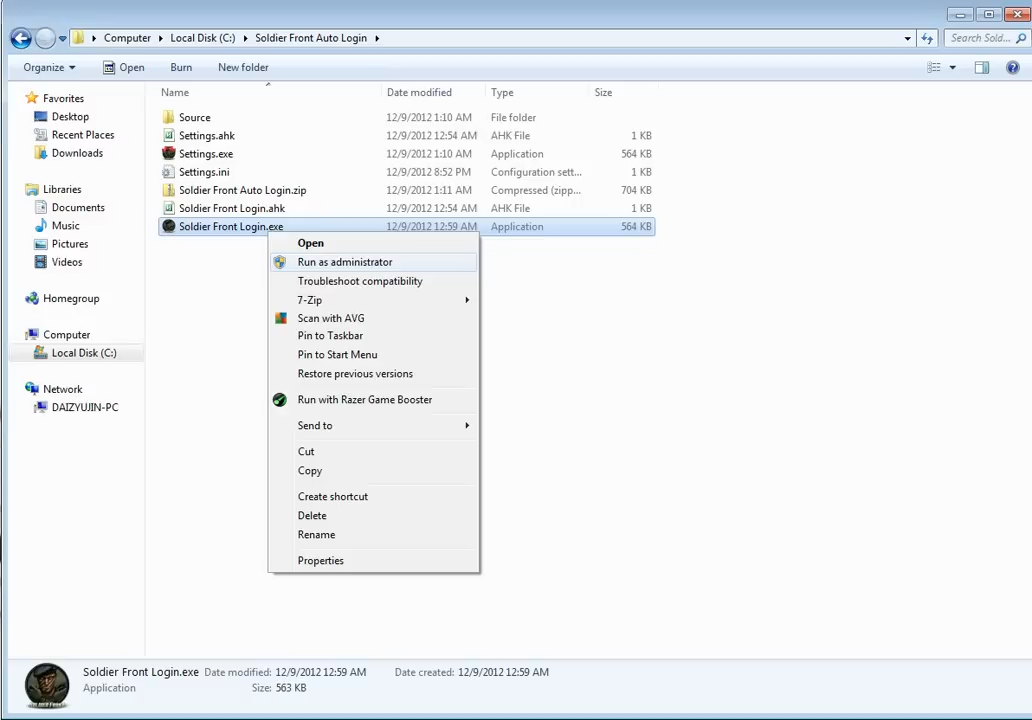 Computer Local Disk (C:) Soldier Front Auto Login Search Sold...
Organize Open Burn New folder
Name Date modified Type Size
Favorites
Desktop
Recent Places
Downloads
Libraries
Documents
Music
Pictures
Videos
Homegroup
Computer
Local Disk (C:)
Network
DAIZYUJIN-PC
Source 12/9/2012 1:10 AM File folder
Settings.ahk 12/9/2012 12:54 AM AHK File 1 KB
Settings.exe 12/9/2012 1:10 AM Application 564 KB
Settings.ini 12/9/2012 8:52 PM Configuration sett... 1 KB
Soldier Front Auto Login.zip 12/9/2012 1:11 AM Compressed (zipp... 704 KB
Soldier Front Login.ahk 12/9/2012 12:54 AM AHK File 1 KB
Soldier Front Login.exe 12/9/2012 12:59 AM Application 564 KB
Open
Run as administrator
Troubleshoot compatibility
7-Zip
Scan with AVG
Pin to Taskbar
Pin to Start Menu
Restore previous versions
Run with Razer Game Booster
Send to
Cut
Copy
Create shortcut
Delete
Rename
Properties
Soldier Front Login.exe Date modified: 12/9/2012 12:59 AM Date created: 12/9/2012 12:59 AM
Application Size: 563 KB